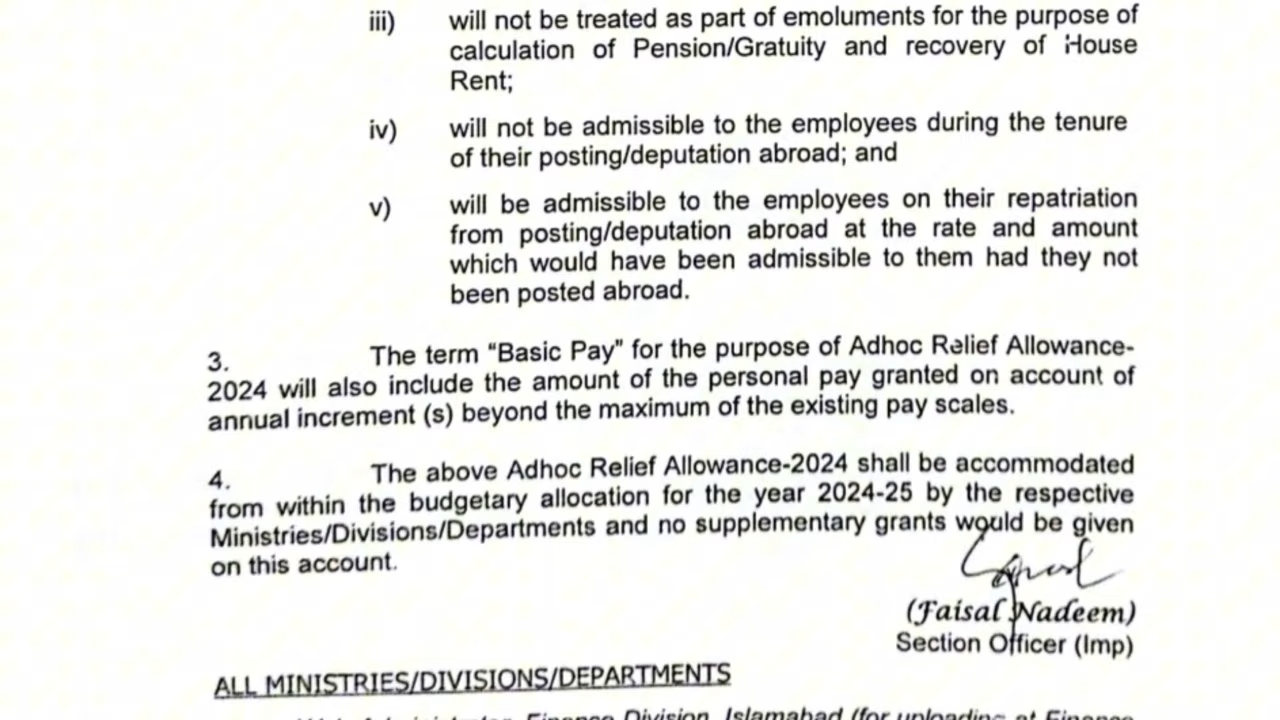 iii) will not be treated as part of emoluments for the purpose of
calculation of Pension/Gratuity and recovery of House
Rent;
iv) will not be admissible to the employees during the tenure
of their posting/deputation abroad; and
v) will be admissible to the employees on their repatriation
from posting/deputation abroad at the rate and amount
which would have been admissible to them had they not
been posted abroad.
3. The term “Basic Pay” for the purpose of Adhoc Relief Allowance-
2024 will also include the amount of the personal pay granted on account of
annual increment (s) beyond the maximum of the existing pay scales.
4. The above Adhoc Relief Allowance-2024 shall be accommodated
from within the budgetary allocation for the year 2024-25 by the respective
Ministries/Divisions/Departments and no supplementary grants would be given
on this account.
(Faisal Nadeem)
Section Officer (Imp)
ALL MINISTRIES/DIVISIONS/DEPARTMENTS
Finance Division, Islamabad (for uploading at Finance